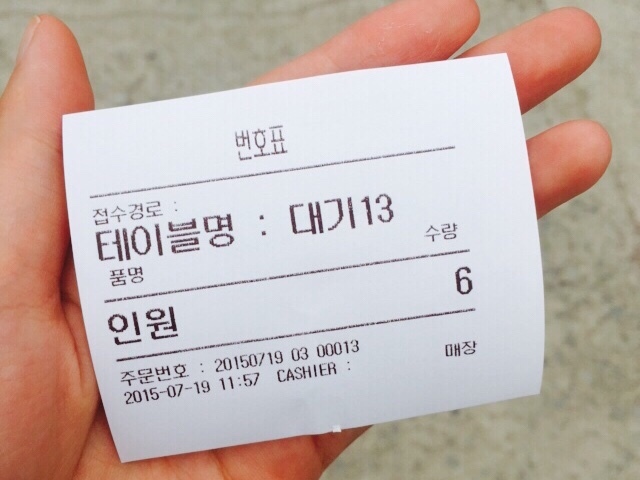 번호표
접수경로 :
테이블명 : 대기13
품명 수량
인원 6
주문번호 : 20150719 03 00013 매장
2015-07-19 11:57 CASHIER :